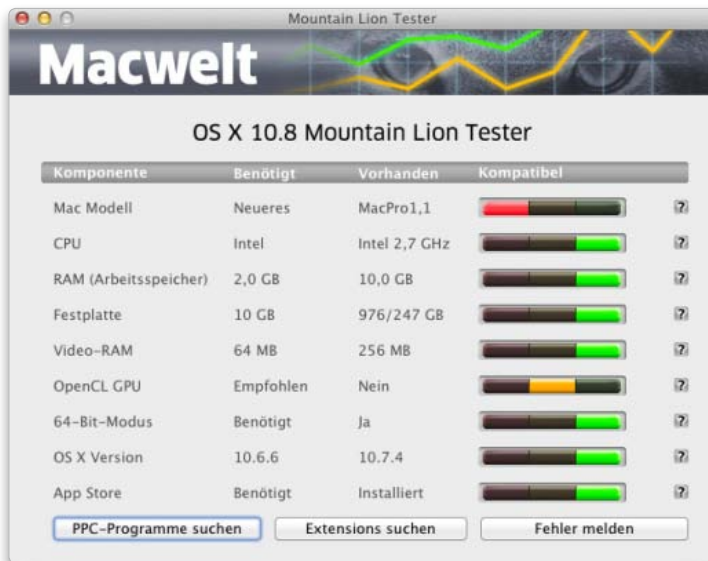 Mountain Lion Tester
Macwelt
OS X 10.8 Mountain Lion Tester
Komponente Benötigt Vorhanden Kompatibel
Mac Modell Neueres MacPro1,1 ?
CPU Intel Intel 2,7 GHz ?
RAM (Arbeitsspeicher) 2,0 GB 10,0 GB ?
Festplatte 10 GB 976/247 GB ?
Video-RAM 64 MB 256 MB ?
OpenCL GPU Empfohlen Nein ?
64-Bit-Modus Benötigt Ja ?
OS X Version 10.6.6 10.7.4 ?
App Store Benötigt Installiert ?
PPC-Programme suchen Extensions suchen Fehler melden